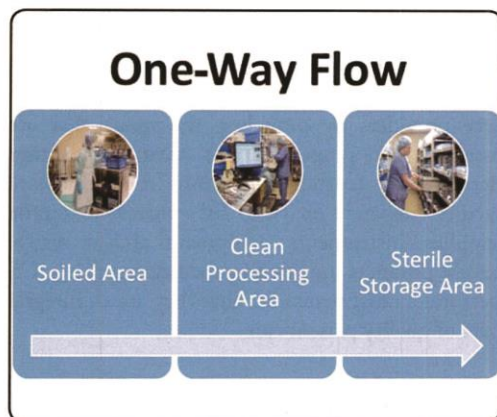 One-Way Flow
Soiled Area
Clean
Processing
Area
Sterile
Storage Area